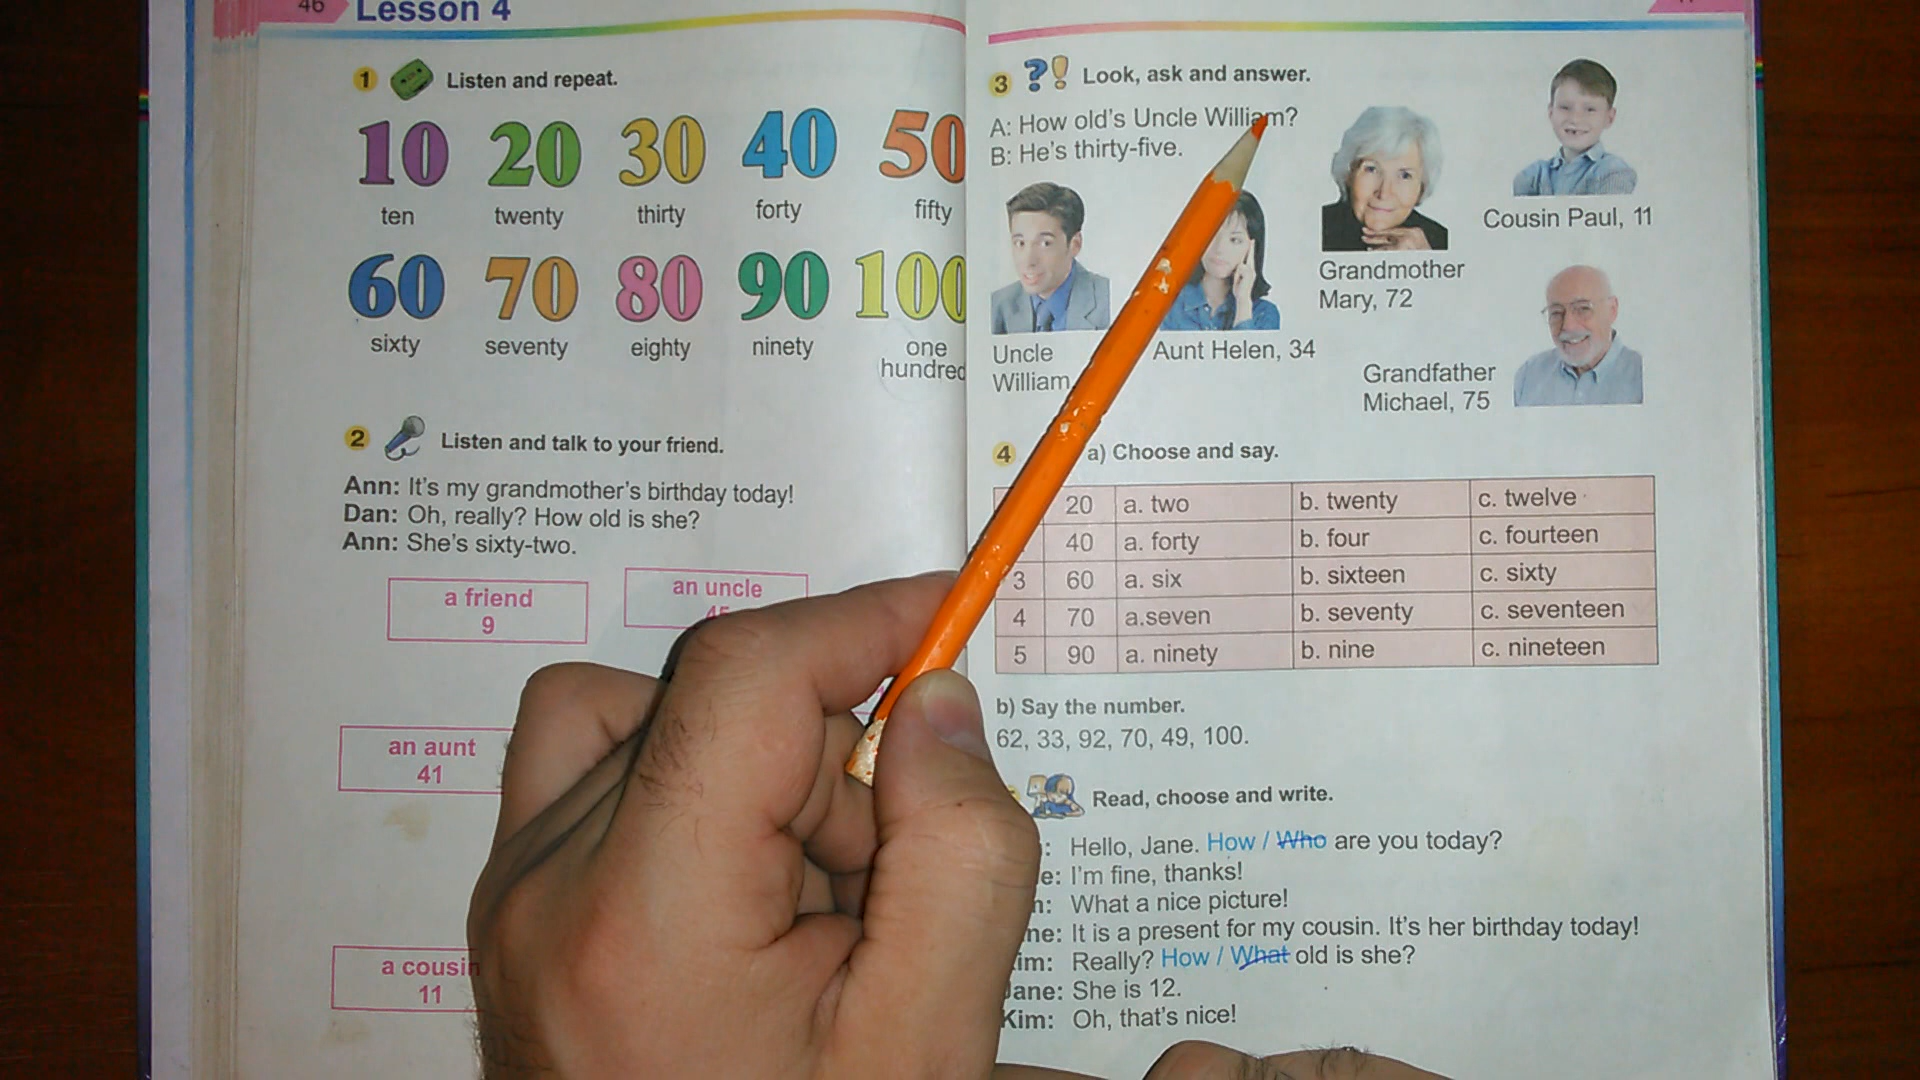 46
Lesson 4
1 Listen and repeat.
10 20 30 40 50
ten twenty thirty forty fifty
60 70 80 90 100
sixty seventy eighty ninety one
hundred
2 Listen and talk to your friend.
Ann: It's my grandmother's birthday today!
Dan: Oh, really? How old is she?
Ann: She's sixty-two.
a friend
9
an uncle
45
an aunt
41
a cousin
11
3 ?! Look, ask and answer.
A: How old's Uncle William?
B: He's thirty-five.
Uncle
William,
Aunt Helen, 34
Grandmother
Mary, 72
Cousin Paul, 11
Grandfather
Michael, 75
4 a) Choose and say.
20 a. two b. twenty c. twelve
40 a. forty b. four c. fourteen
3 60 a. six b. sixteen c. sixty
4 70 a.seven b. seventy c. seventeen
5 90 a. ninety b. nine c. nineteen
b) Say the number.
62, 33, 92, 70, 49, 100.
Read, choose and write.
: Hello, Jane. How / Who are you today?
e: I'm fine, thanks!
: What a nice picture!
ne: It is a present for my cousin. It's her birthday today!
im: Really? How / What old is she?
Jane: She is 12.
Kim: Oh, that's nice!